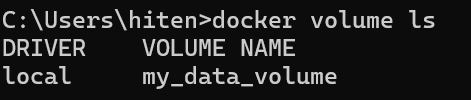 C:\Users\hiten>docker volume ls
DRIVER    VOLUME NAME
local     my_data_volume